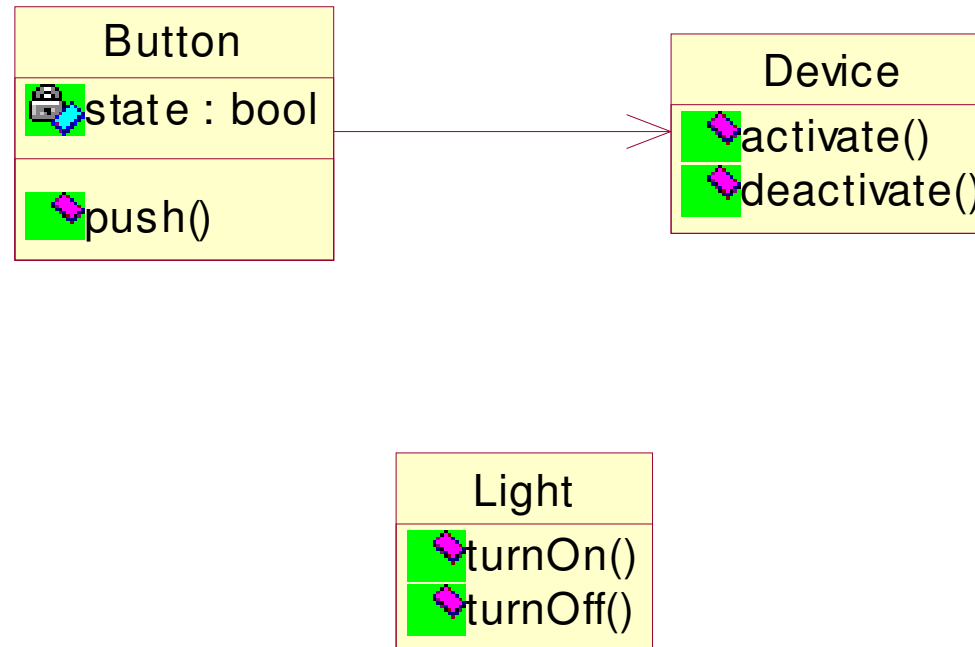 Button
state : bool
push()
Device
activate()
deactivate()
Light
turnOn()
turnOff()